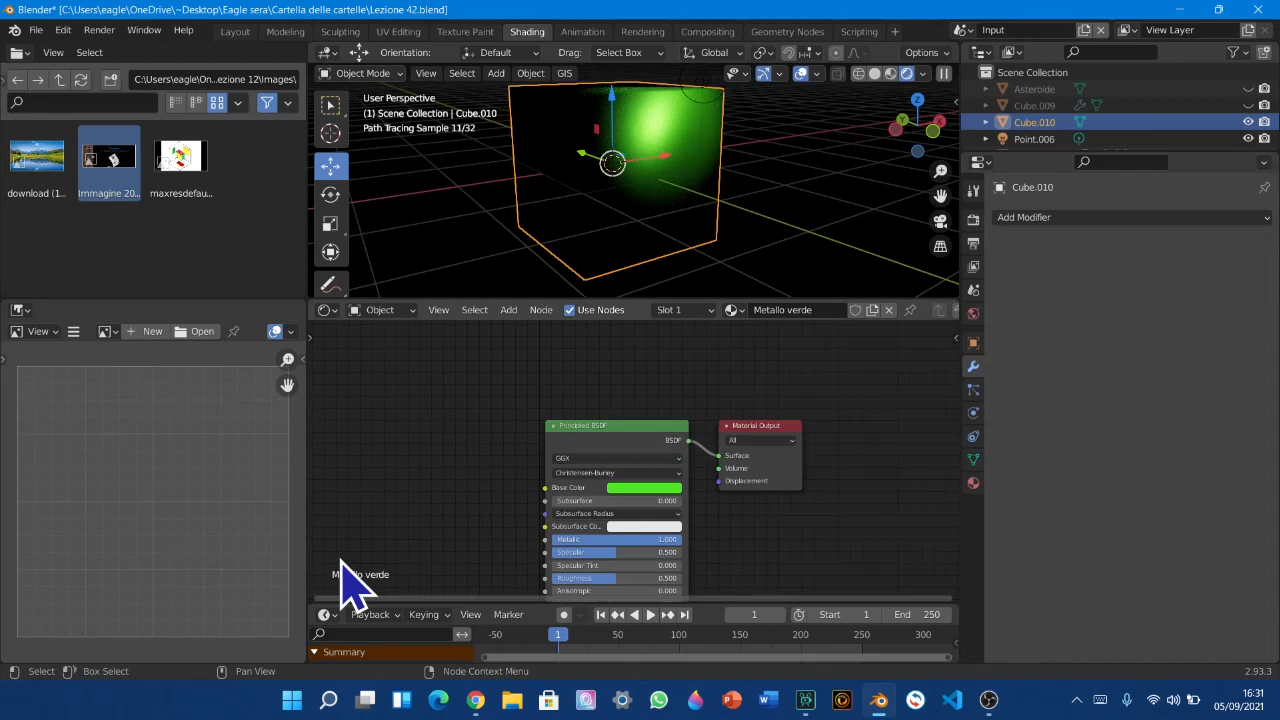 Blender* [C:\users\eagle\OneDrive\~Desktop\Eagle sera\Cartella delle cartelle\Lezione 42.blend]
File Edit Render Window Help Layout Modeling Sculpting UV Editing Texture Paint Shading Animation Rendering Compositing Geometry Nodes Scripting + Input View Layer
View Select Orientation: Default Drag: Select Box Global Options
C:\Users\eagle\On...ezione 12\Images\ Object Mode View Select Add Object GIS
Scene Collection
Asteroide
Cube.009
Cube.010
Point.006
User Perspective
(1) Scene Collection | Cube.010
Path Tracing Sample 11/32
Z
Y
X
download (1...
Immagine 20...
maxresdefau...
Cube.010
Add Modifier
Object View Select Add Node Use Nodes Slot 1 Metallo verde
View New Open
Principled BSDF
BSDF
GGX
Christensen-Burley
Base Color
Subsurface 0.000
Subsurface Radius
Subsurface Co...
Metallic 1.000
Specular 0.500
Specular Tint 0.000
Roughness 0.500
Anisotropic 0.000
Material Output
All
Surface
Volume
Displacement
Playback Keying View Marker 1 Start 1 End 250
-50 1 50 100 150 200 250 300
Summary
Select Box Select Pan View Node Context Menu 2.93.3
16:31
05/09/2021